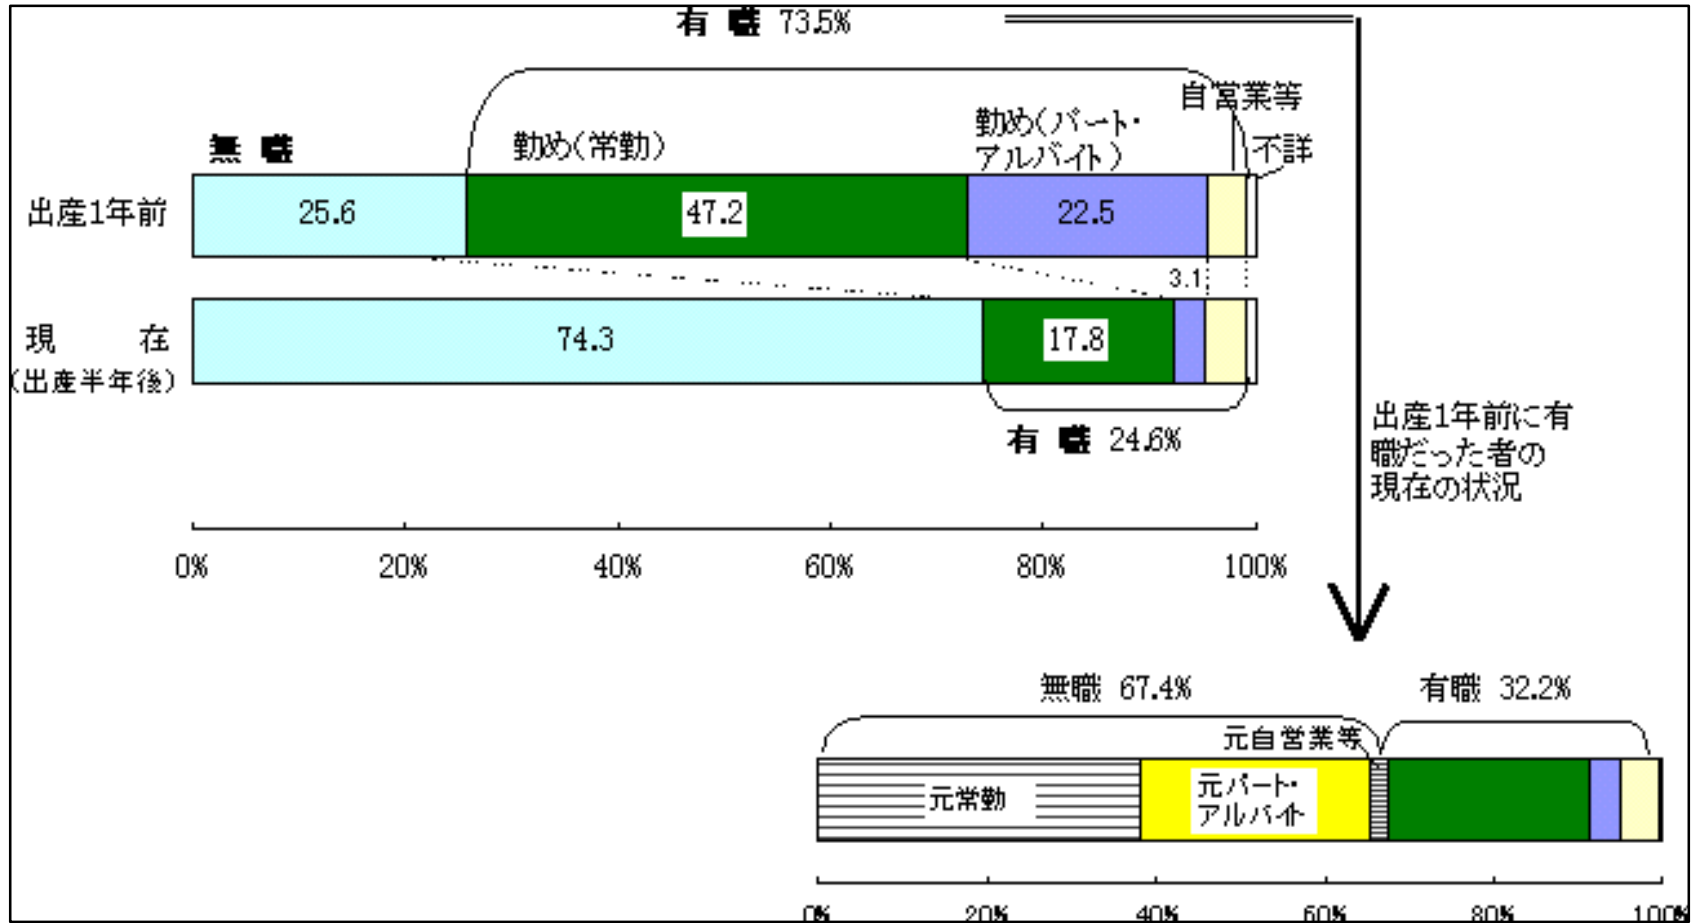 有 職 73.5%
自営業等
勤め(パート・
アルバイト)
無 職
勤め(常勤)
不詳
出産1年前
25.6
47.2
22.5
3.1
現 在
(出産半年後)
74.3
17.8
有 職 24.6%
出産1年前に有
職だった者の
現在の状況
0%
20%
40%
60%
80%
100%
無職 67.4%
有職 32.2%
元自営業等
元常勤
元パート・
アルバイト
0%
20%
40%
60%
80%
100%